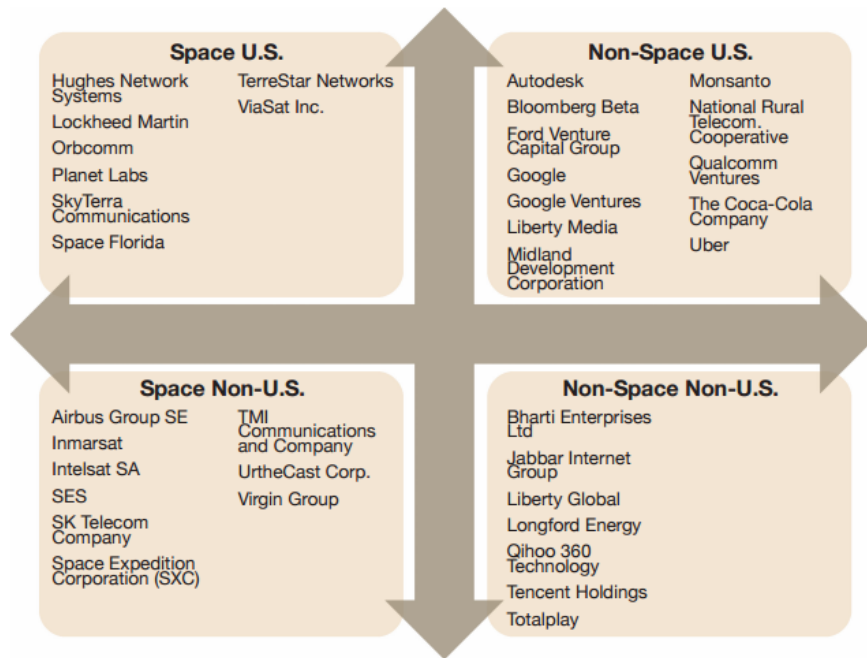 Space U.S.
Hughes Network
Systems
Lockheed Martin
Orbcomm
Planet Labs
SkyTerra
Communications
Space Florida
TerreStar Networks
ViaSat Inc.
Non-Space U.S.
Autodesk
Bloomberg Beta
Ford Venture
Capital Group
Google
Google Ventures
Liberty Media
Midland
Development
Corporation
Monsanto
National Rural
Telecom.
Cooperative
Qualcomm
Ventures
The Coca-Cola
Company
Uber
Space Non-U.S.
Airbus Group SE
Inmarsat
Intelsat SA
SES
SK Telecom
Company
Space Expedition
Corporation (SXC)
TMI
Communications
and Company
UrtheCast Corp.
Virgin Group
Non-Space Non-U.S.
Bharti Enterprises
Ltd
Jabbar Internet
Group
Liberty Global
Longford Energy
Qihoo 360
Technology
Tencent Holdings
Totalplay